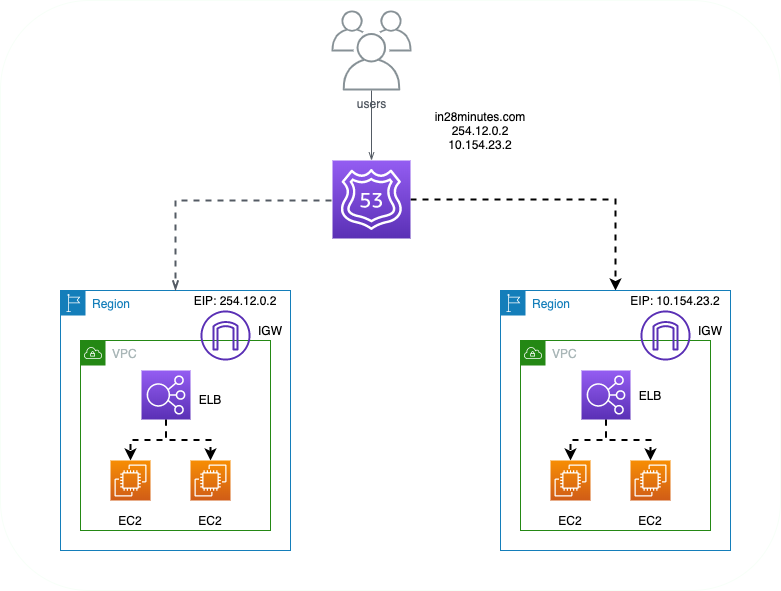 users
in28minutes.com
254.12.0.2
10.154.23.2
53
Region
EIP: 254.12.0.2
IGW
VPC
ELB
EC2
EC2
Region
EIP: 10.154.23.2
IGW
VPC
ELB
EC2
EC2